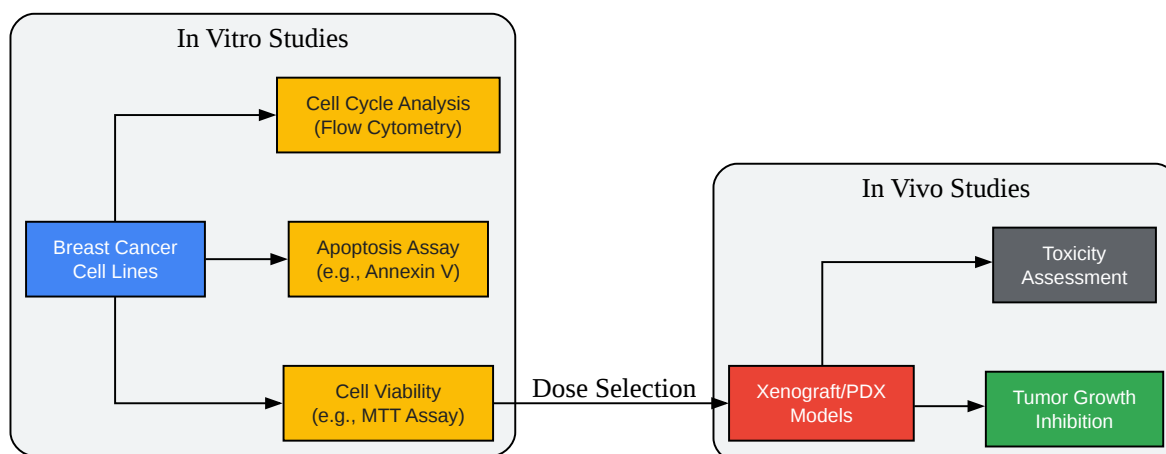 In Vitro Studies
Cell Cycle Analysis
(Flow Cytometry)
Breast Cancer
Cell Lines
Apoptosis Assay
(e.g., Annexin V)
Cell Viability
(e.g., MTT Assay)
Dose Selection
In Vivo Studies
Toxicity
Assessment
Xenograft/PDX
Models
Tumor Growth
Inhibition